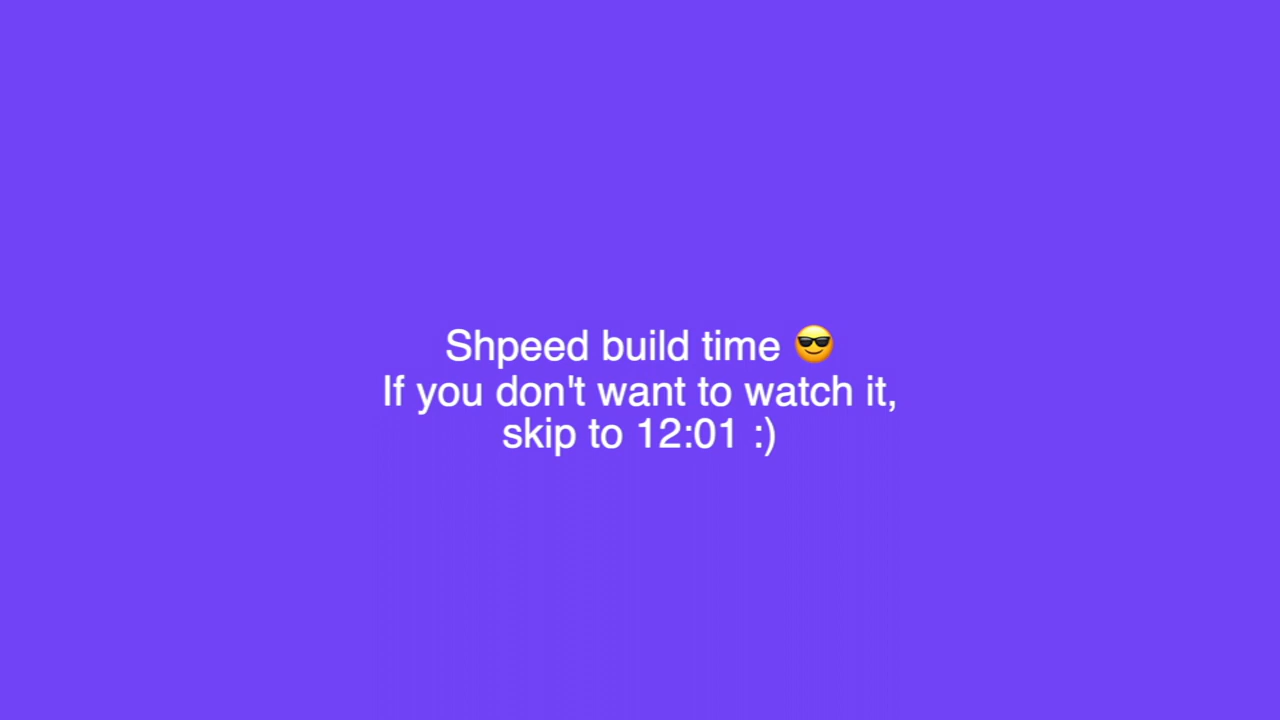 Shpeed build time 😎
If you don't want to watch it,
skip to 12:01 :)